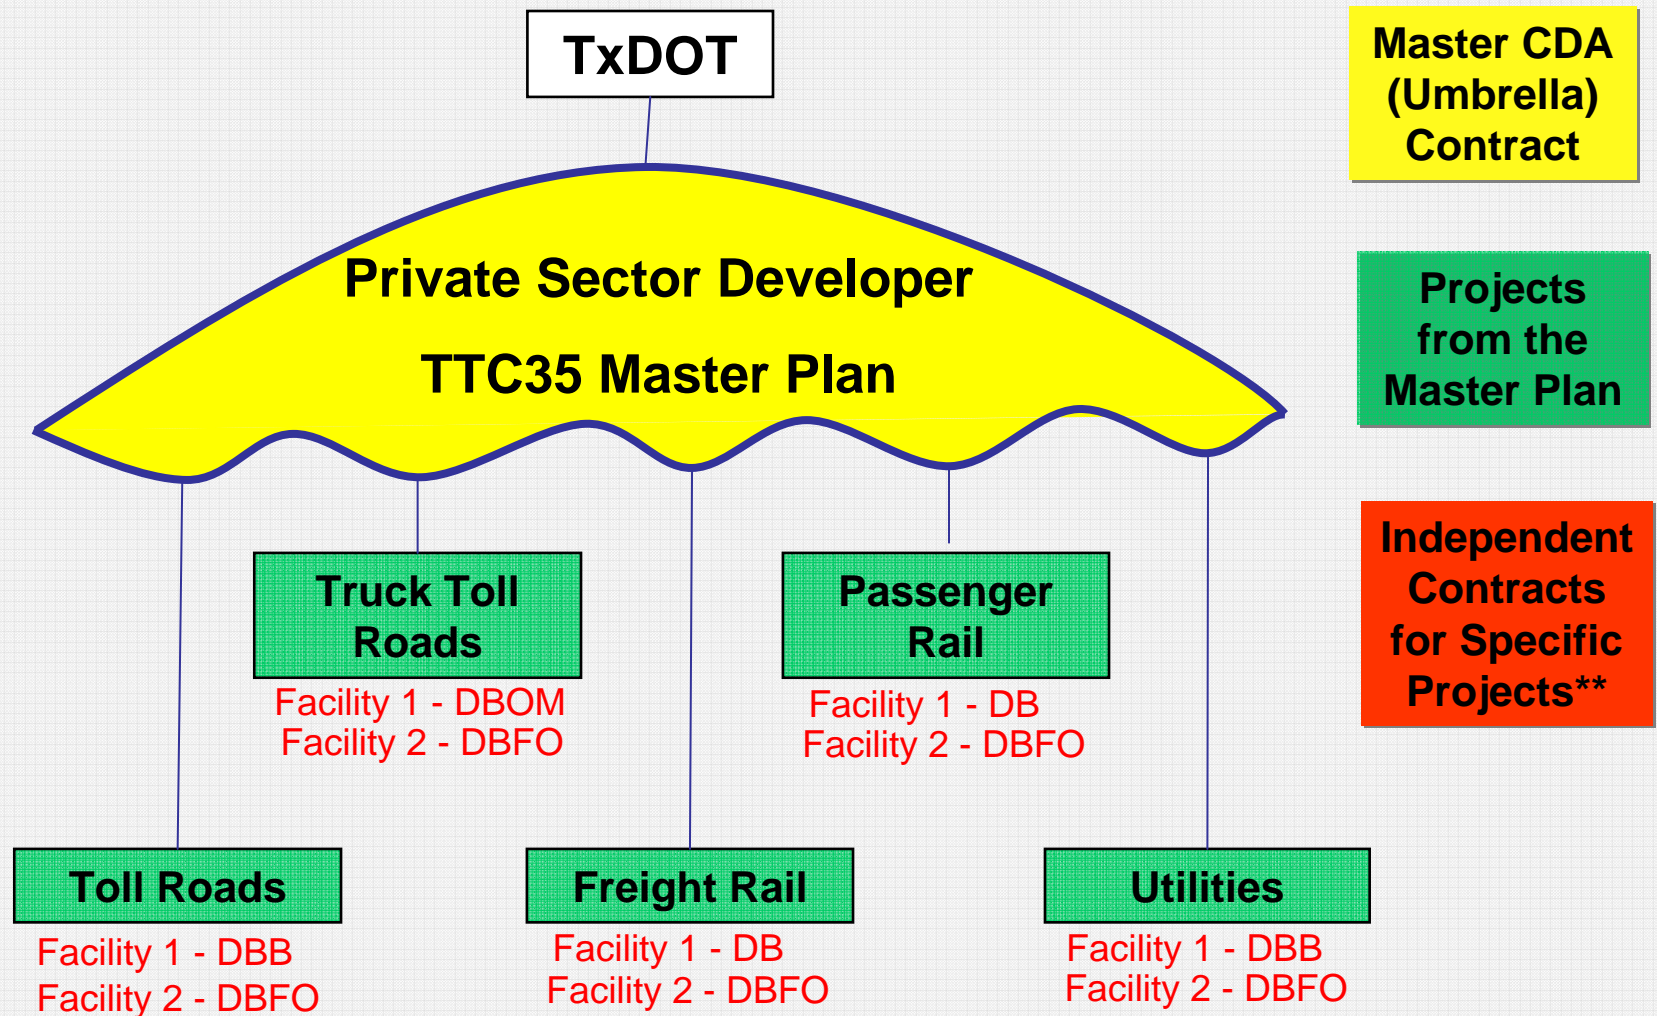 TxDOT
Master CDA
(Umbrella)
Contract
Private Sector Developer
TTC35 Master Plan
Projects
from the
Master Plan
Independent
Contracts
for Specific
Projects**
Truck Toll
Roads
Facility 1 - DBOM
Facility 2 - DBFO
Passenger
Rail
Facility 1 - DB
Facility 2 - DBFO
Toll Roads
Facility 1 - DBB
Facility 2 - DBFO
Freight Rail
Facility 1 - DB
Facility 2 - DBFO
Utilities
Facility 1 - DBB
Facility 2 - DBFO